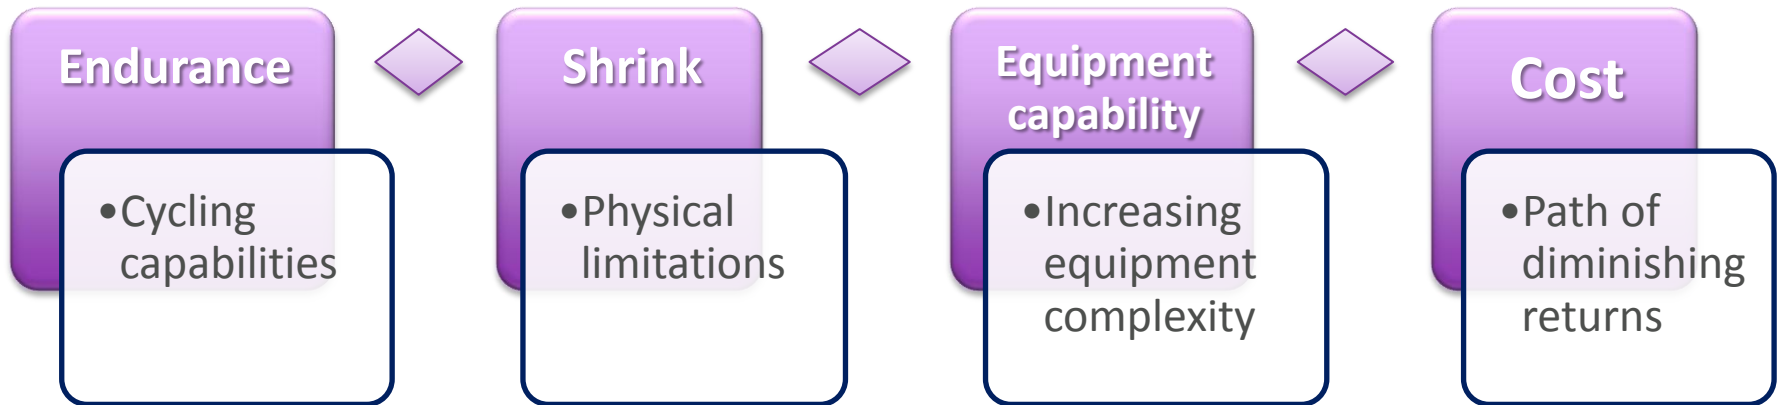 Endurance
•Cycling
capabilities
Shrink
•Physical
limitations
Equipment
capability
•Increasing
equipment
complexity
Cost
•Path of
diminishing
returns